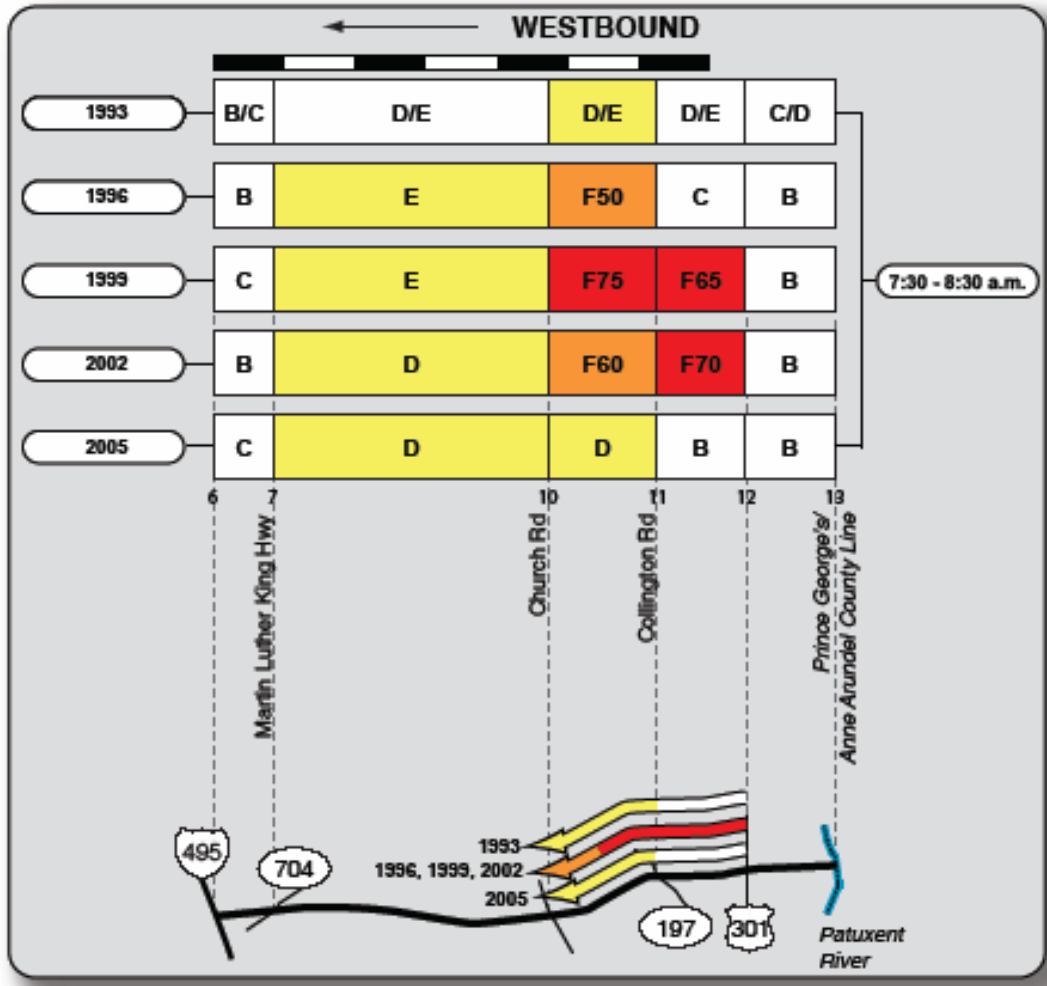 WESTBOUND
1993
B/C
D/E
D/E
D/E
C/D
1996
B
E
F50
C
B
1999
C
E
F75
F65
B
7:30 - 8:30 a.m.
2002
B
D
F60
F70
B
2005
C
D
D
B
B
6
7
10
11
12
13
Martin Luther King Hwy
Church Rd
Collington Rd
Prince George's/
Anne Arundel County Line
1993
1996, 1999, 2002
2005
495
704
197
301
Patuxent
River